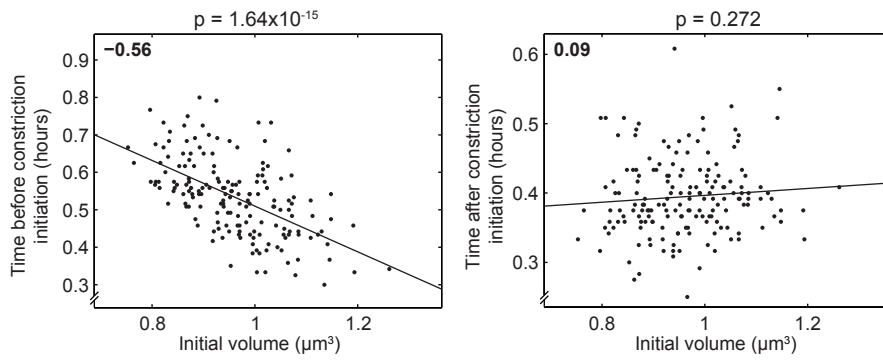 p = 1.64x10⁻¹⁵
−0.56
Time before constriction
initiation (hours)
0.9
0.8
0.7
0.6
0.5
0.4
0.3
0.8
1
1.2
Initial volume (μm³)
p = 0.272
0.09
Time after constriction
initiation (hours)
0.6
0.5
0.4
0.3
0.8
1
1.2
Initial volume (μm³)